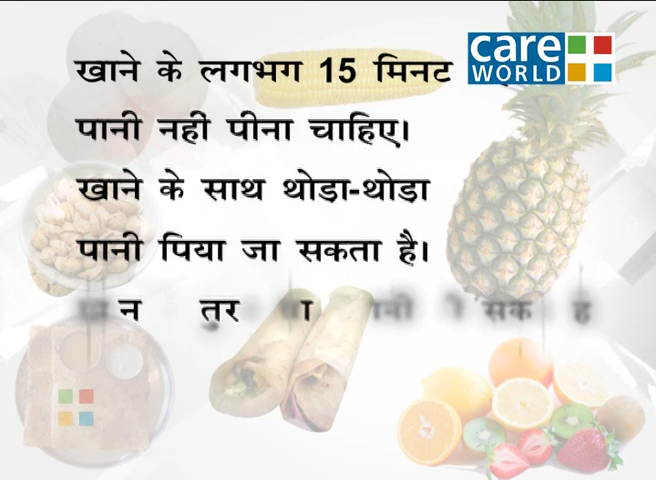 खाने के लगभग 15 मिनट
care
WORLD
पानी नहीं पीना चाहिए।
खाने के साथ थोडा-थोडा
पानी पिया जा सकता है।